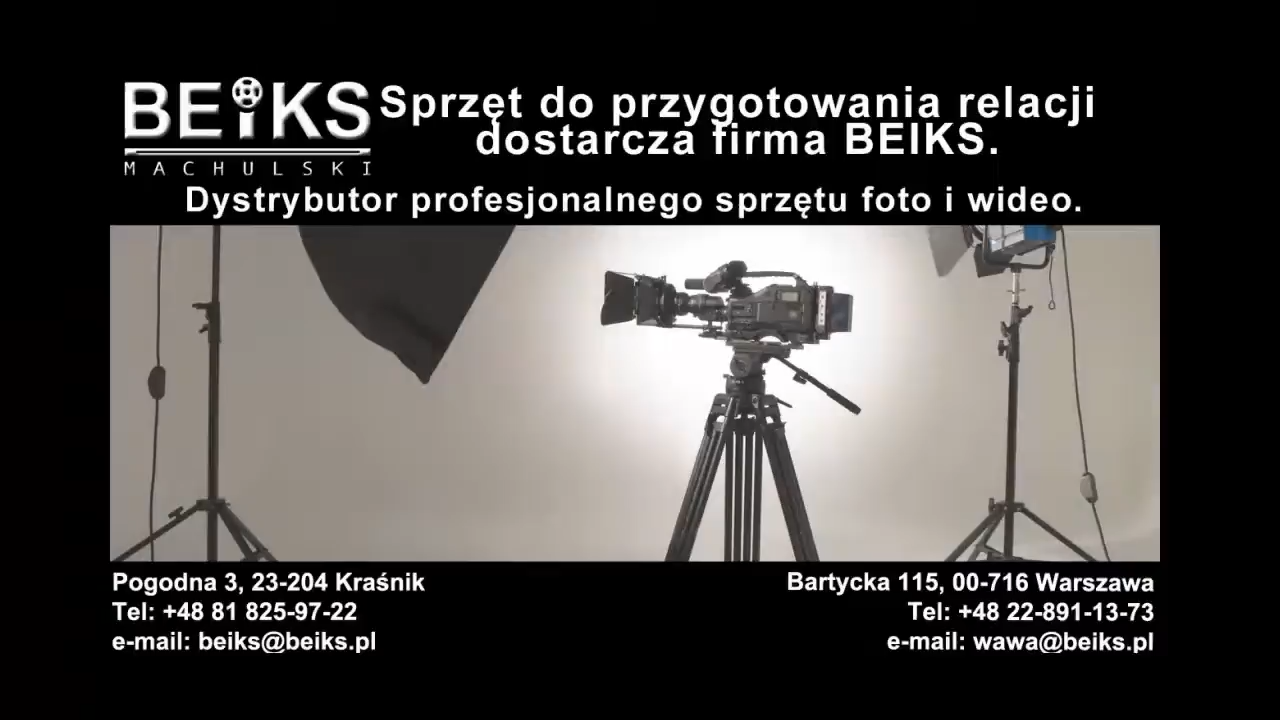 BEiKS
MACHULSKI
Sprzęt do przygotowania relacji
dostarcza firma BEIKS.
Dystrybutor profesjonalnego sprzętu foto i wideo.
Pogodna 3, 23-204 Kraśnik
Tel: +48 81 825-97-22
e-mail: beiks@beiks.pl
Bartycka 115, 00-716 Warszawa
Tel: +48 22-891-13-73
e-mail: wawa@beiks.pl